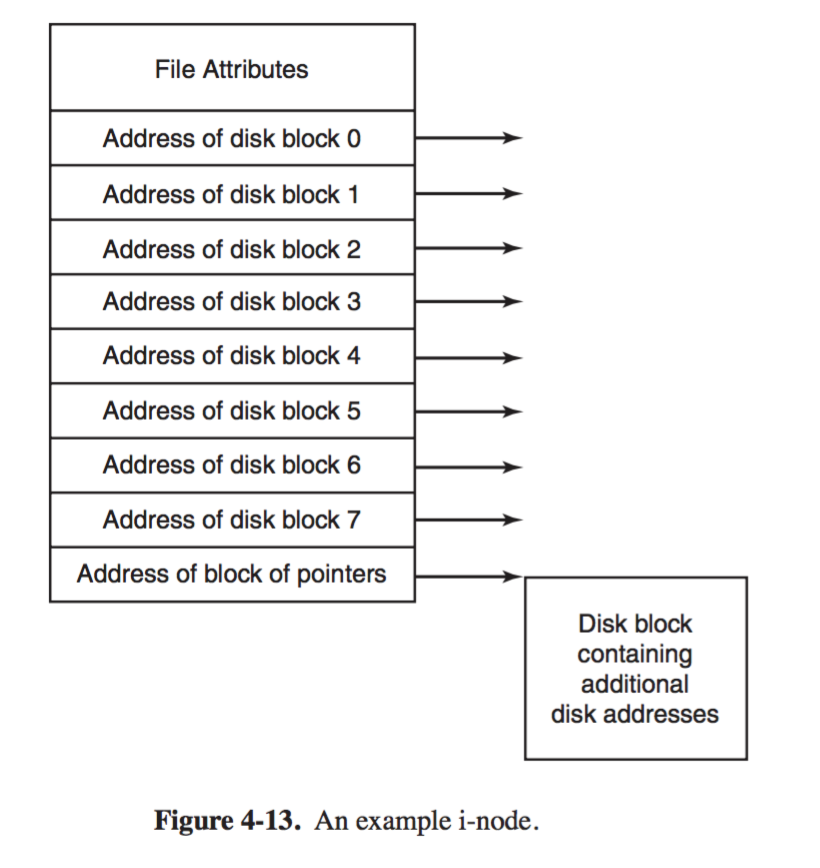 File Attributes
Address of disk block 0
Address of disk block 1
Address of disk block 2
Address of disk block 3
Address of disk block 4
Address of disk block 5
Address of disk block 6
Address of disk block 7
Address of block of pointers
Disk block
containing
additional
disk addresses
Figure 4-13. An example i-node.